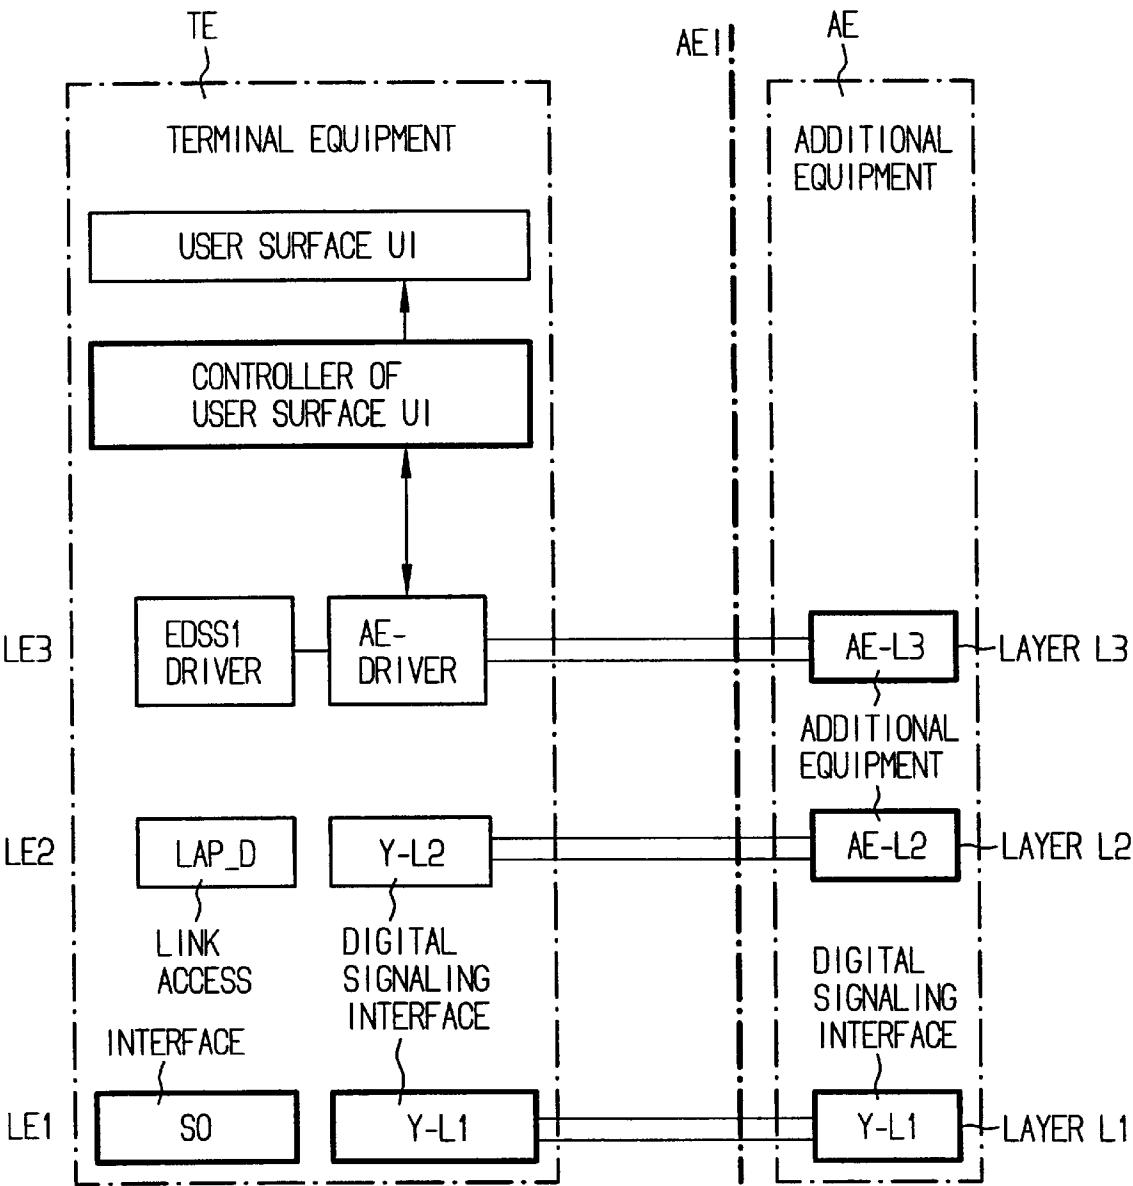 TE
AEI
AE
TERMINAL EQUIPMENT
ADDITIONAL
EQUIPMENT
USER SURFACE UI
CONTROLLER OF
USER SURFACE UI
LE3
EDSS1
DRIVER
AE-
DRIVER
AE-L3
LAYER L3
ADDITIONAL
EQUIPMENT
LE2
LAP_D
Y-L2
AE-L2
LAYER L2
LINK
ACCESS
DIGITAL
SIGNALING
INTERFACE
DIGITAL
SIGNALING
INTERFACE
INTERFACE
LE1
S0
Y-L1
Y-L1
LAYER L1